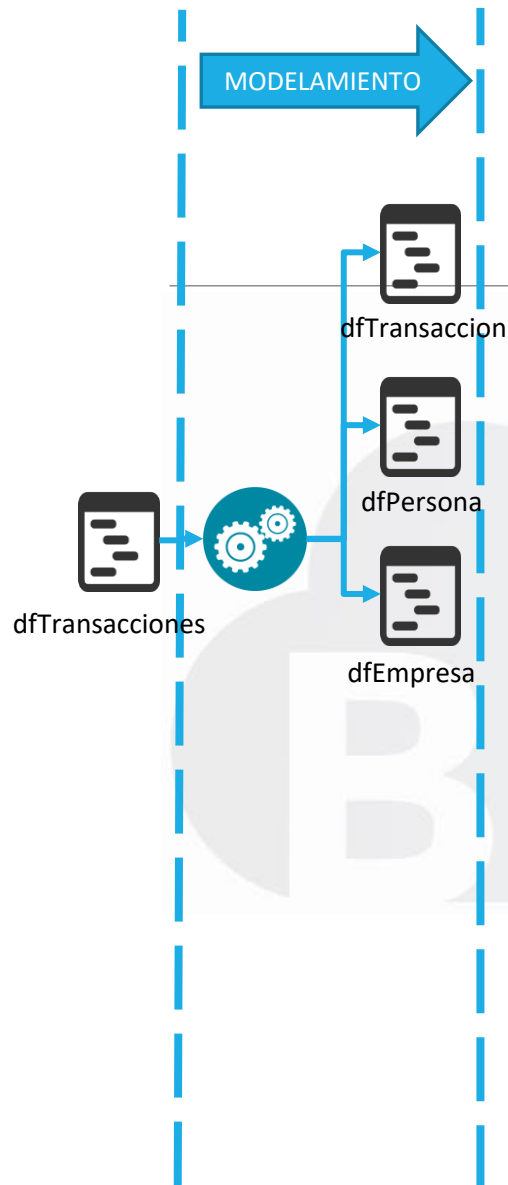 MODELAMIENTO
dfTransaccion
dfPersona
dfTransacciones
dfEmpresa
B